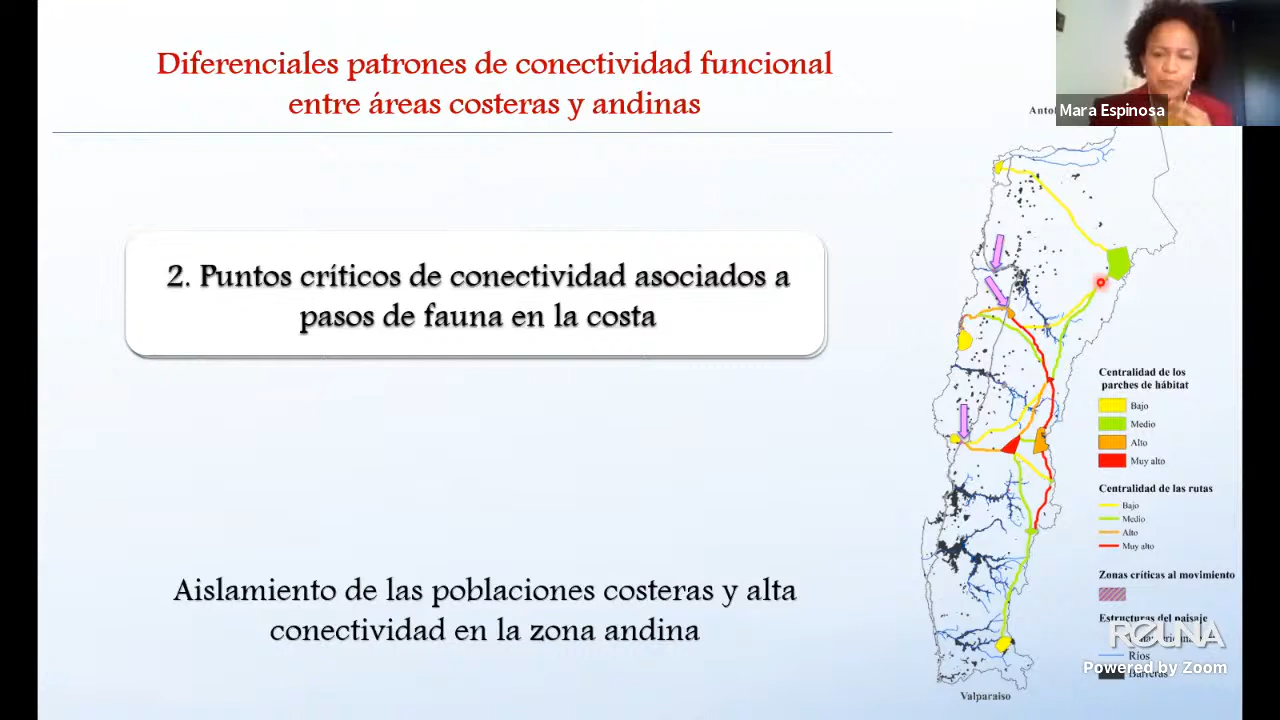 Diferenciales patrones de conectividad funcional
entre áreas costeras y andinas
Mara Espinosa
2. Puntos críticos de conectividad asociados a
pasos de fauna en la costa
Aislamiento de las poblaciones costeras y alta
conectividad en la zona andina
Centralidad de los
parches de hábitat
Bajo
Medio
Alto
Muy alto
Centralidad de las rutas
Bajo
Medio
Alto
Muy alto
Zonas críticas al movimiento
Estructuras del paisaje
REUNA
Ríos
Powered by Zoom
Barreras
Valparaíso